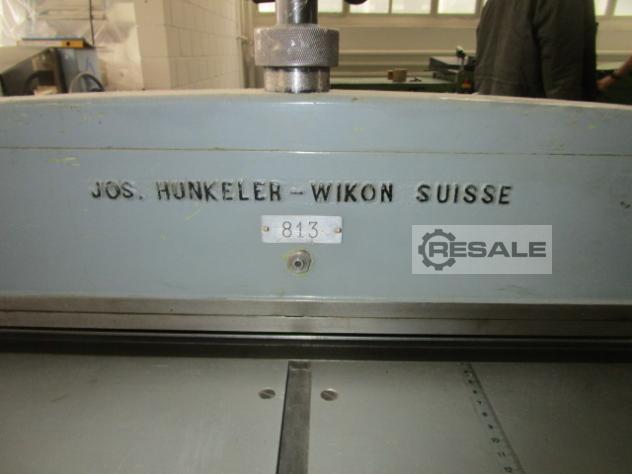 JOS. HUNKELER – WIKON SUISSE
813
RESALE